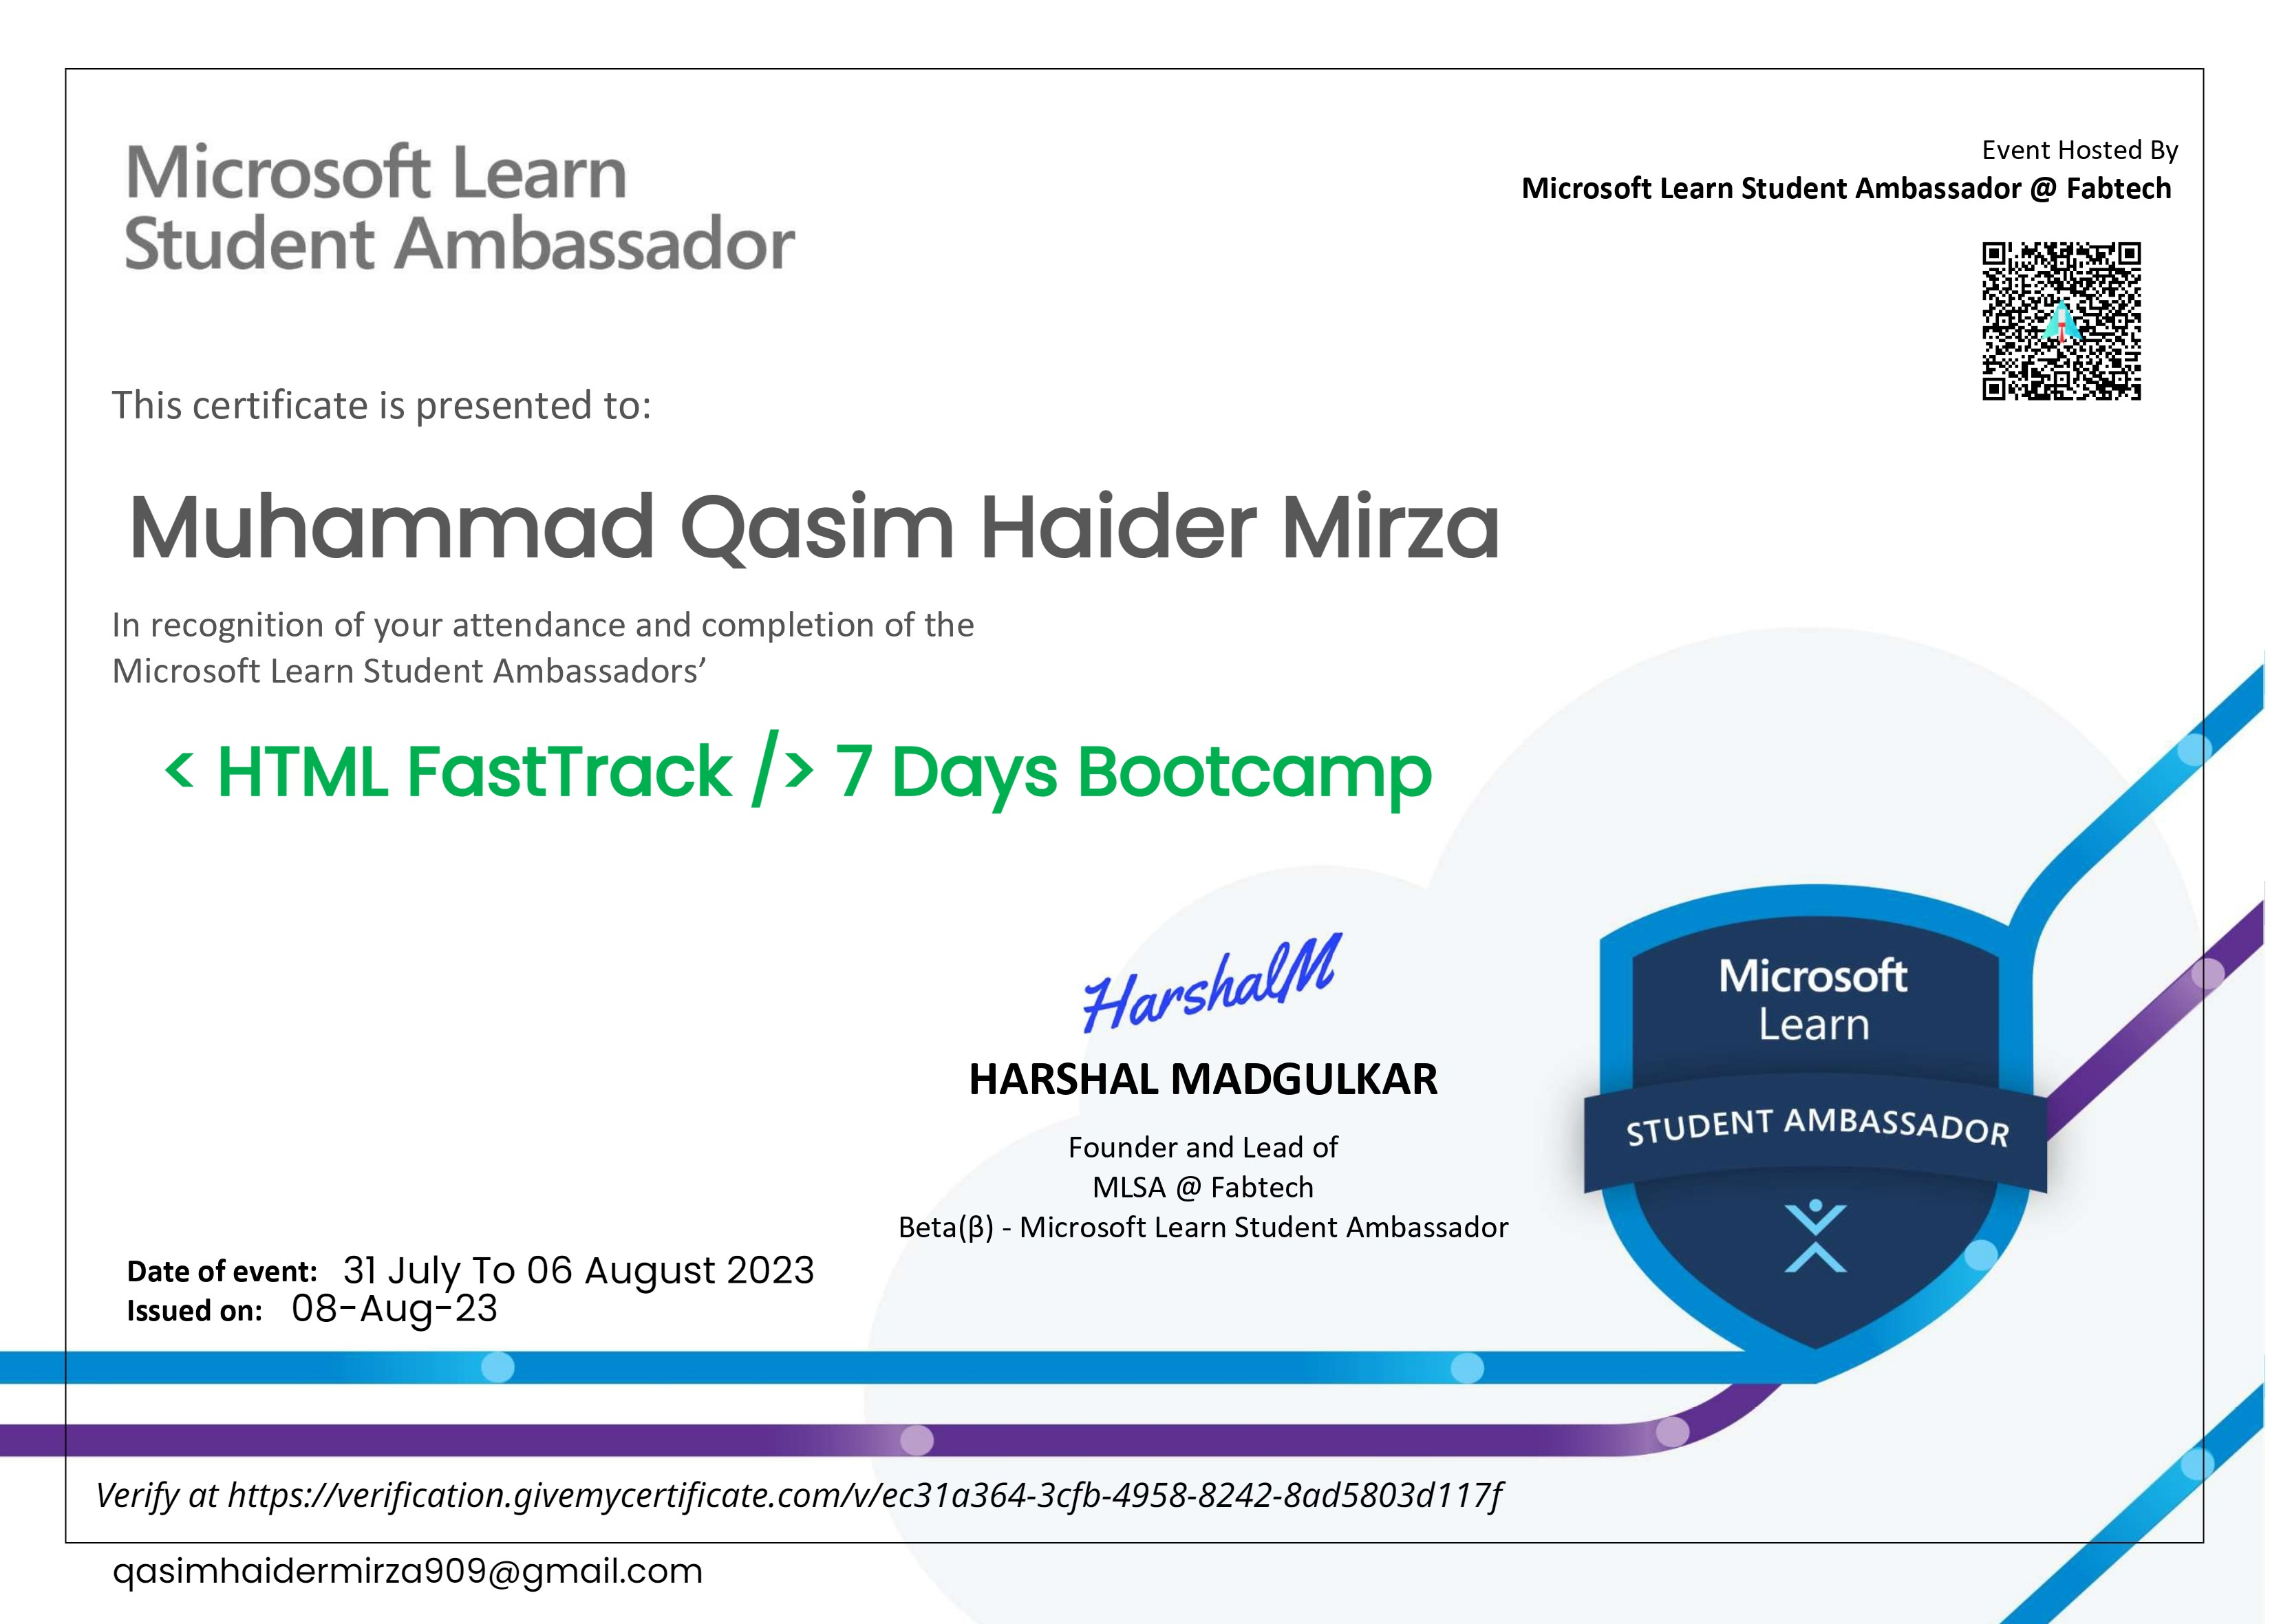 Microsoft Learn
Student Ambassador
Event Hosted By
Microsoft Learn Student Ambassador @ Fabtech
This certificate is presented to:
Muhammad Qasim Haider Mirza
In recognition of your attendance and completion of the
Microsoft Learn Student Ambassadors’
< HTML FastTrack /> 7 Days Bootcamp
HarshalM
HARSHAL MADGULKAR
Founder and Lead of
MLSA @ Fabtech
Beta(β) - Microsoft Learn Student Ambassador
Microsoft
Learn
STUDENT AMBASSADOR
Date of event: 31 July To 06 August 2023
Issued on: 08-Aug-23
Verify at https://verification.givemycertificate.com/v/ec31a364-3cfb-4958-8242-8ad5803d117f
qasimhaidermirza909@gmail.com